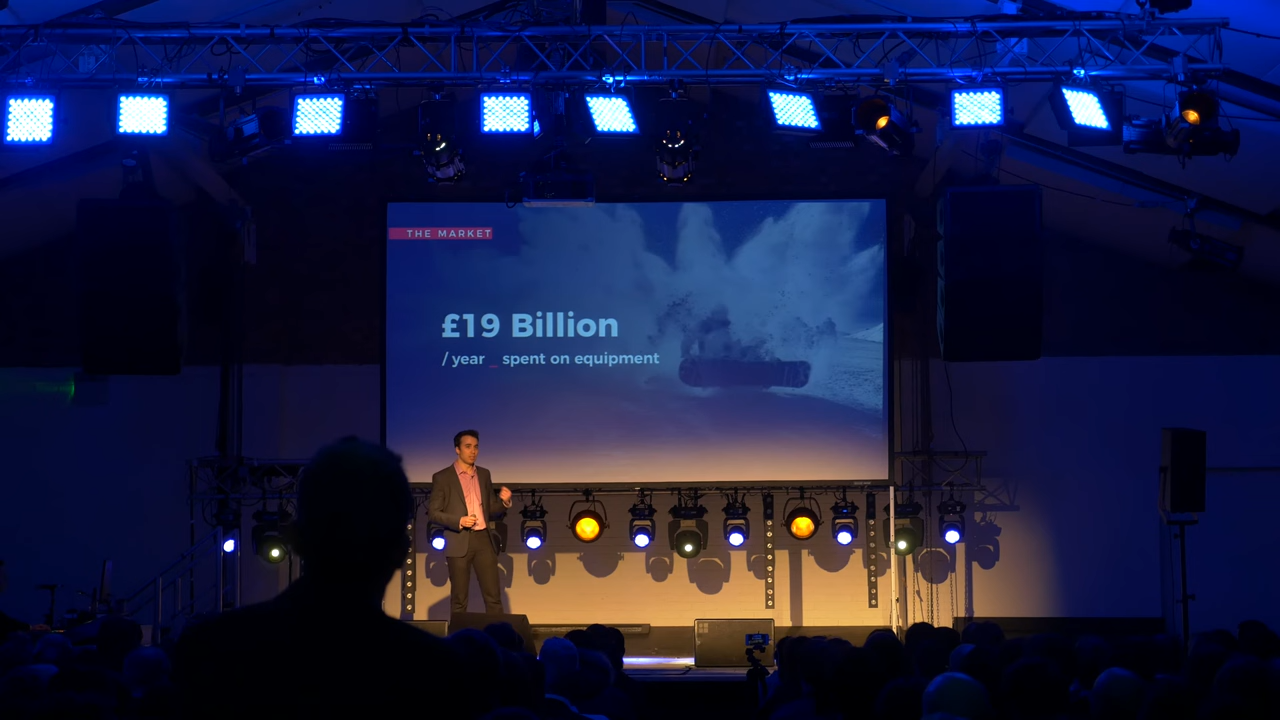 THE MARKET
£19 Billion
/ year _ spent on equipment